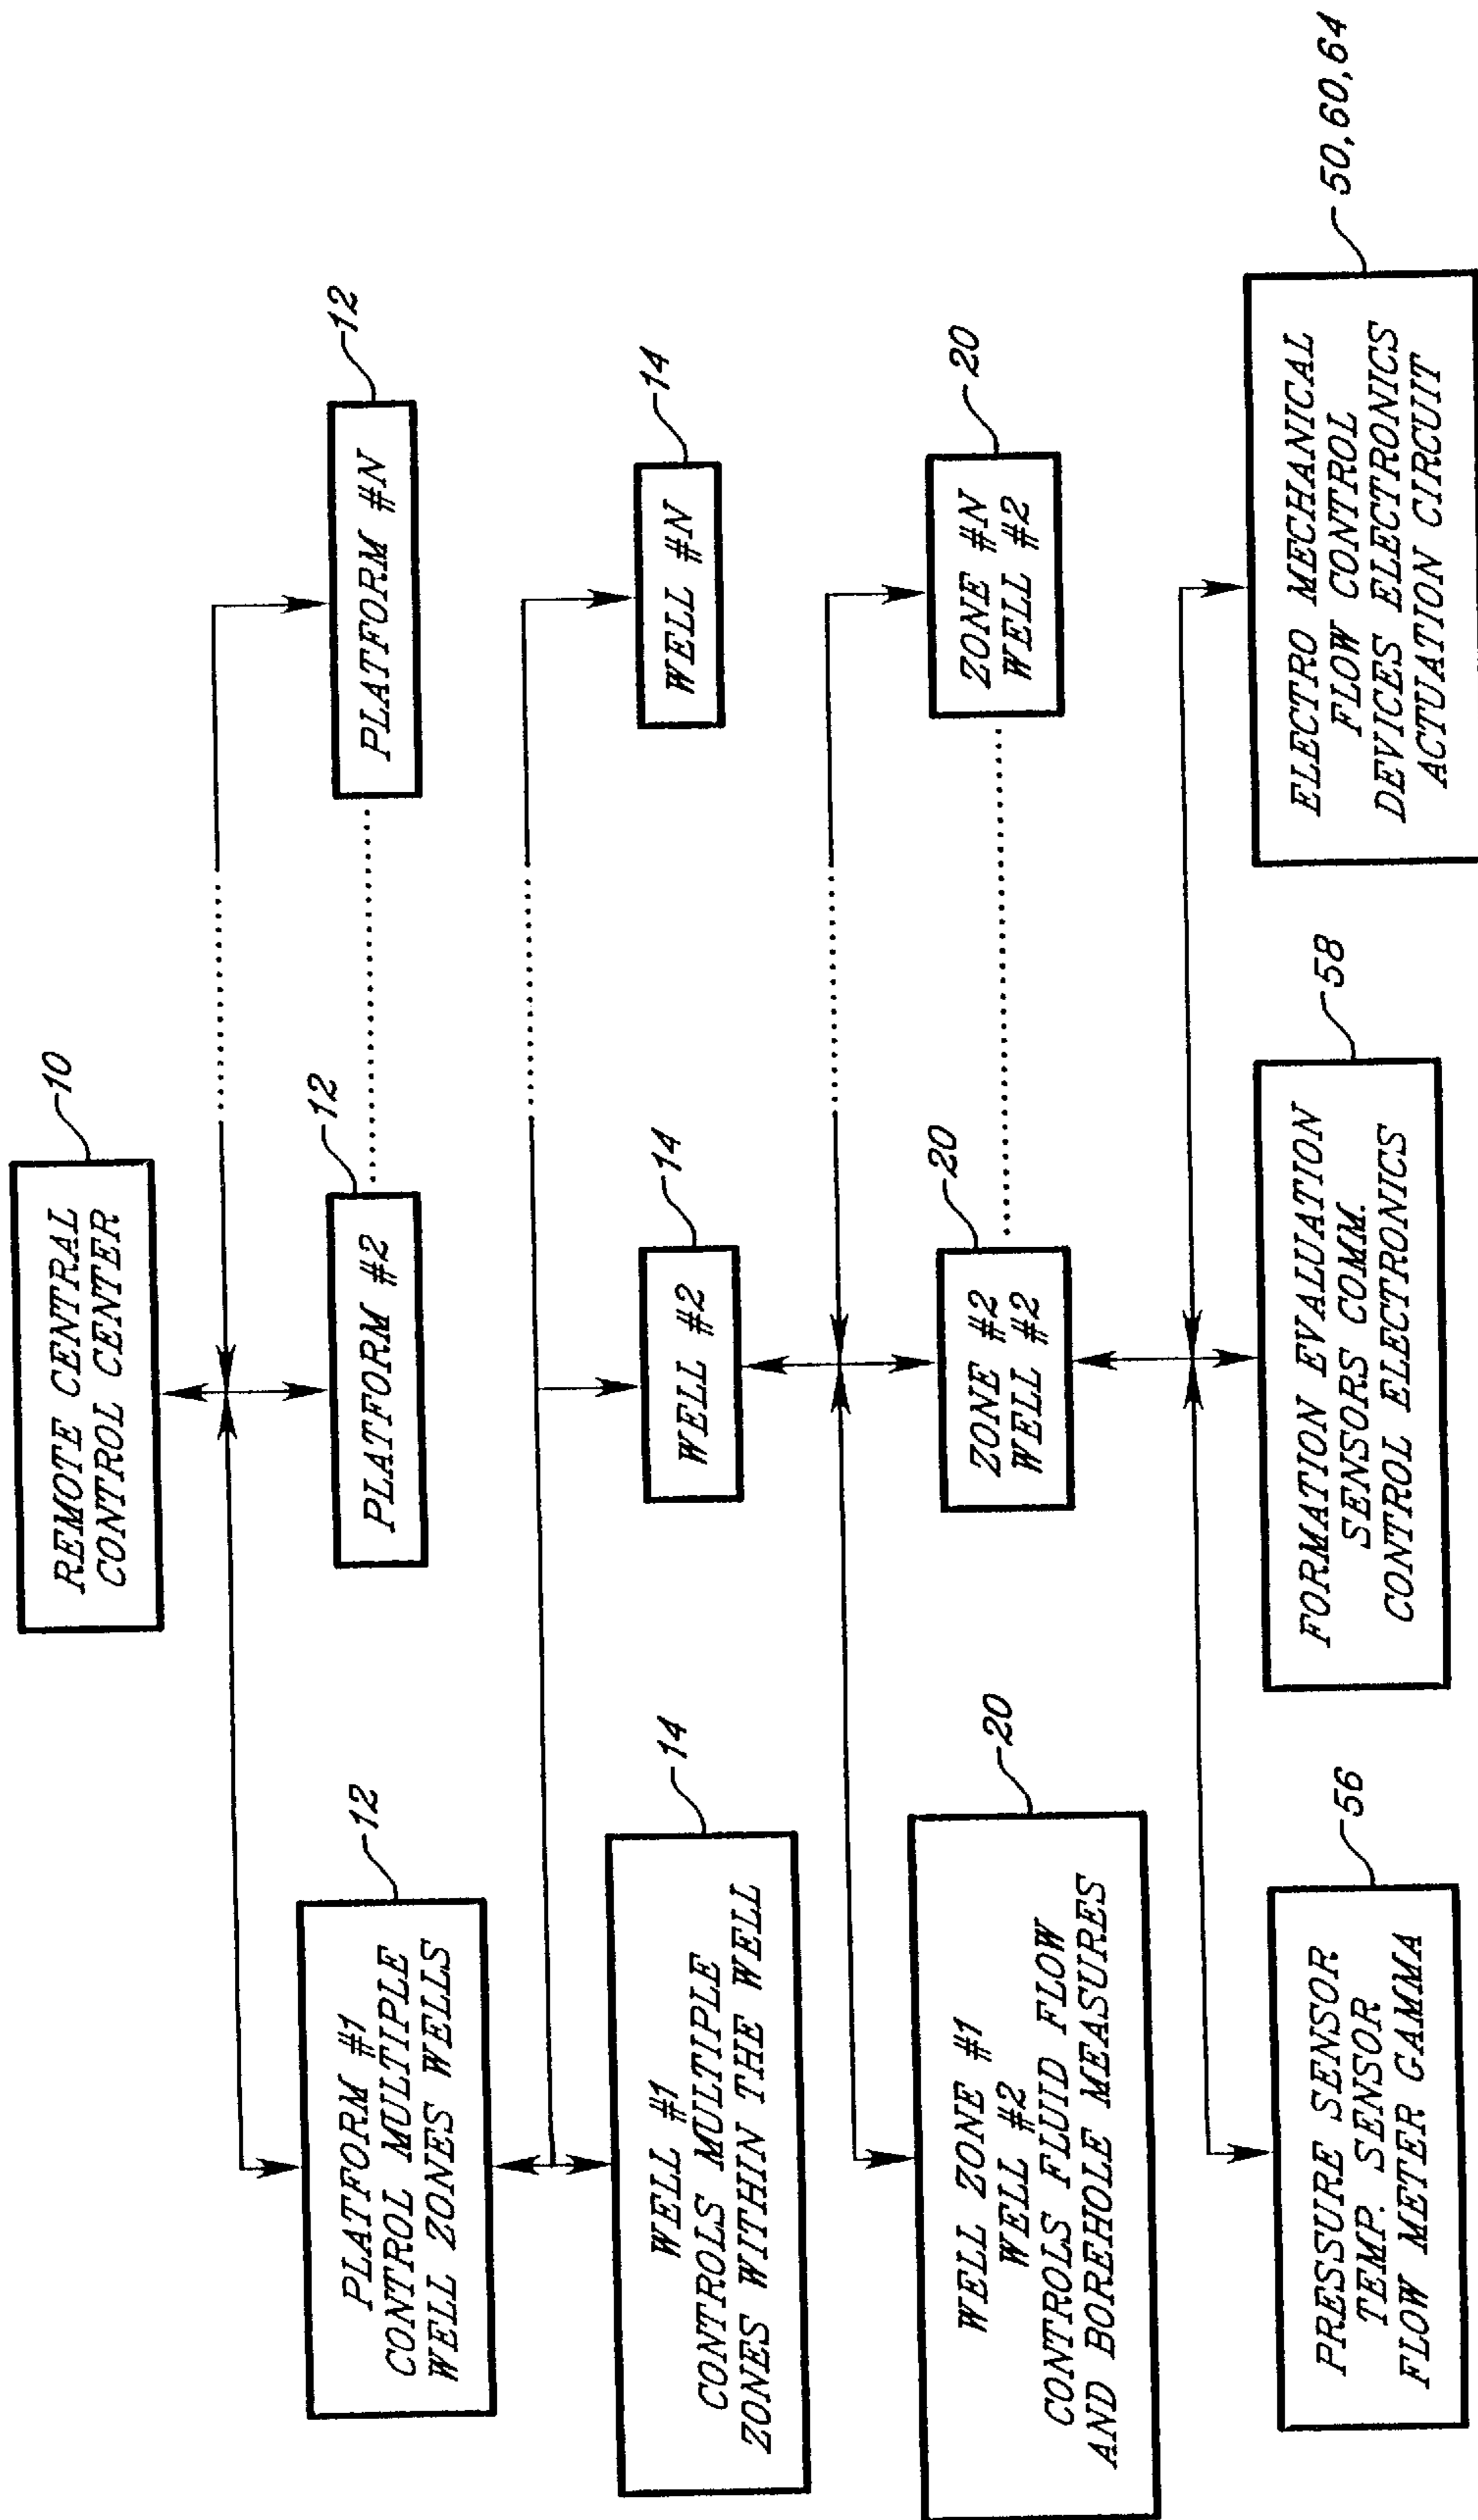 10
REMOTE CENTRAL
CONTROL CENTER
12
PLATFORM #1
CONTROL MULTIPLE
WELL ZONES WELLS
12
PLATFORM #2
12
PLATFORM #N
14
WELL #1
CONTROLS MULTIPLE
ZONES WITHIN THE WELL
14
WELL #2
14
WELL #N
20
WELL ZONE #1
WELL #2
CONTROLS FLUID FLOW
AND BOREHOLE MEASURES
20
ZONE #2
WELL #2
20
ZONE #N
WELL #2
56
PRESSURE SENSOR
TEMP. SENSOR
FLOW METER GAMMA
58
FORMATION EVALUATION
SENSORS COMM.
CONTROL ELECTRONICS
50,60,64
ELECTRO MECHANICAL
FLOW CONTROL
DEVICES ELECTRONICS
ACTUATION CIRCUIT